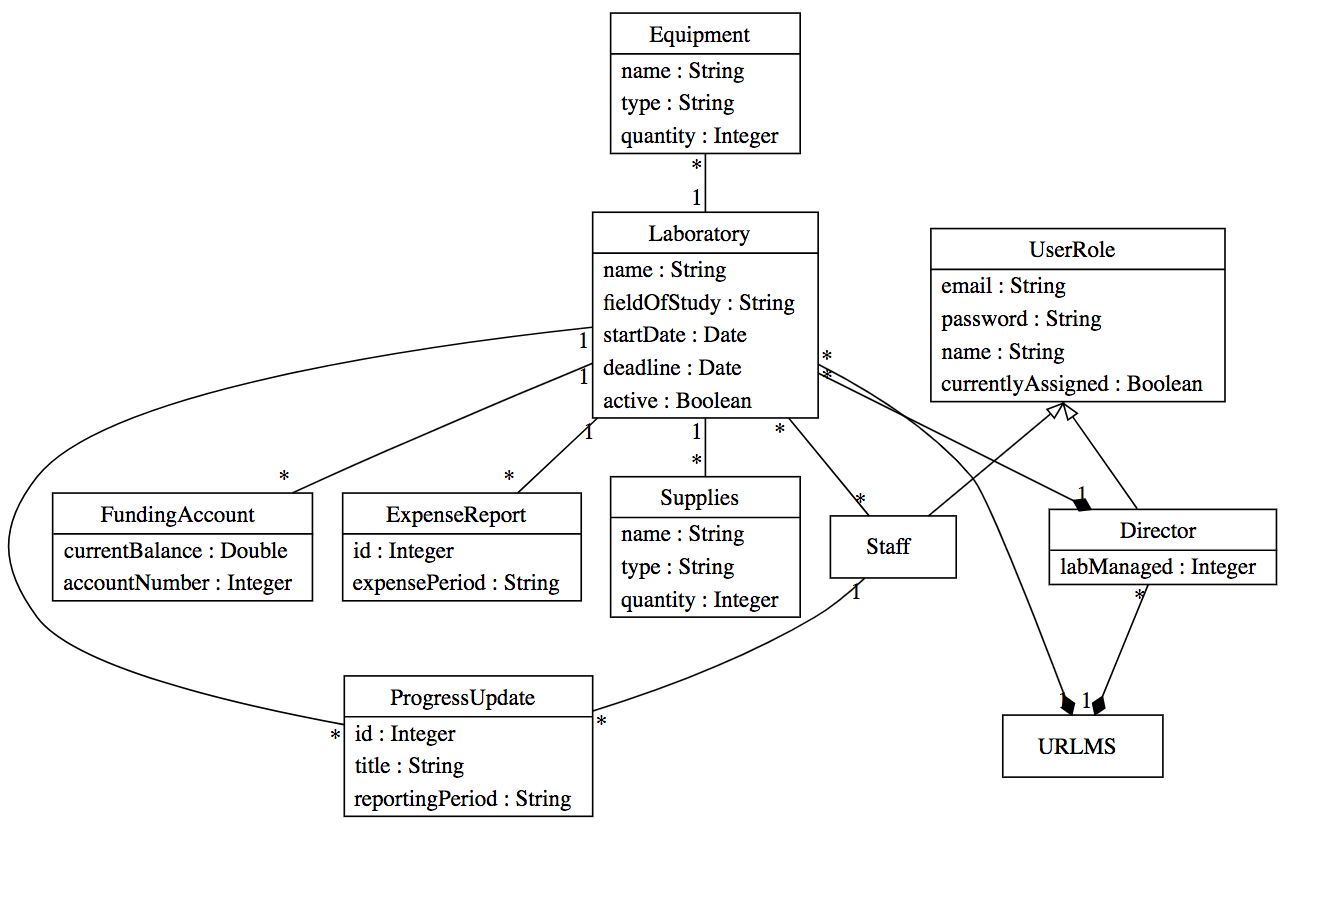 Equipment
name : String
type : String
quantity : Integer
*
1
Laboratory
name : String
fieldOfStudy : String
startDate : Date
deadline : Date
active : Boolean
UserRole
email : String
password : String
name : String
currentlyAssigned : Boolean
1
1
*
*
1
1
*
*
*
*
*
1
FundingAccount
currentBalance : Double
accountNumber : Integer
ExpenseReport
id : Integer
expensePeriod : String
Supplies
name : String
type : String
quantity : Integer
Staff
Director
labManaged : Integer
1
*
ProgressUpdate
id : Integer
title : String
reportingPeriod : String
*
*
1
1
URLMS